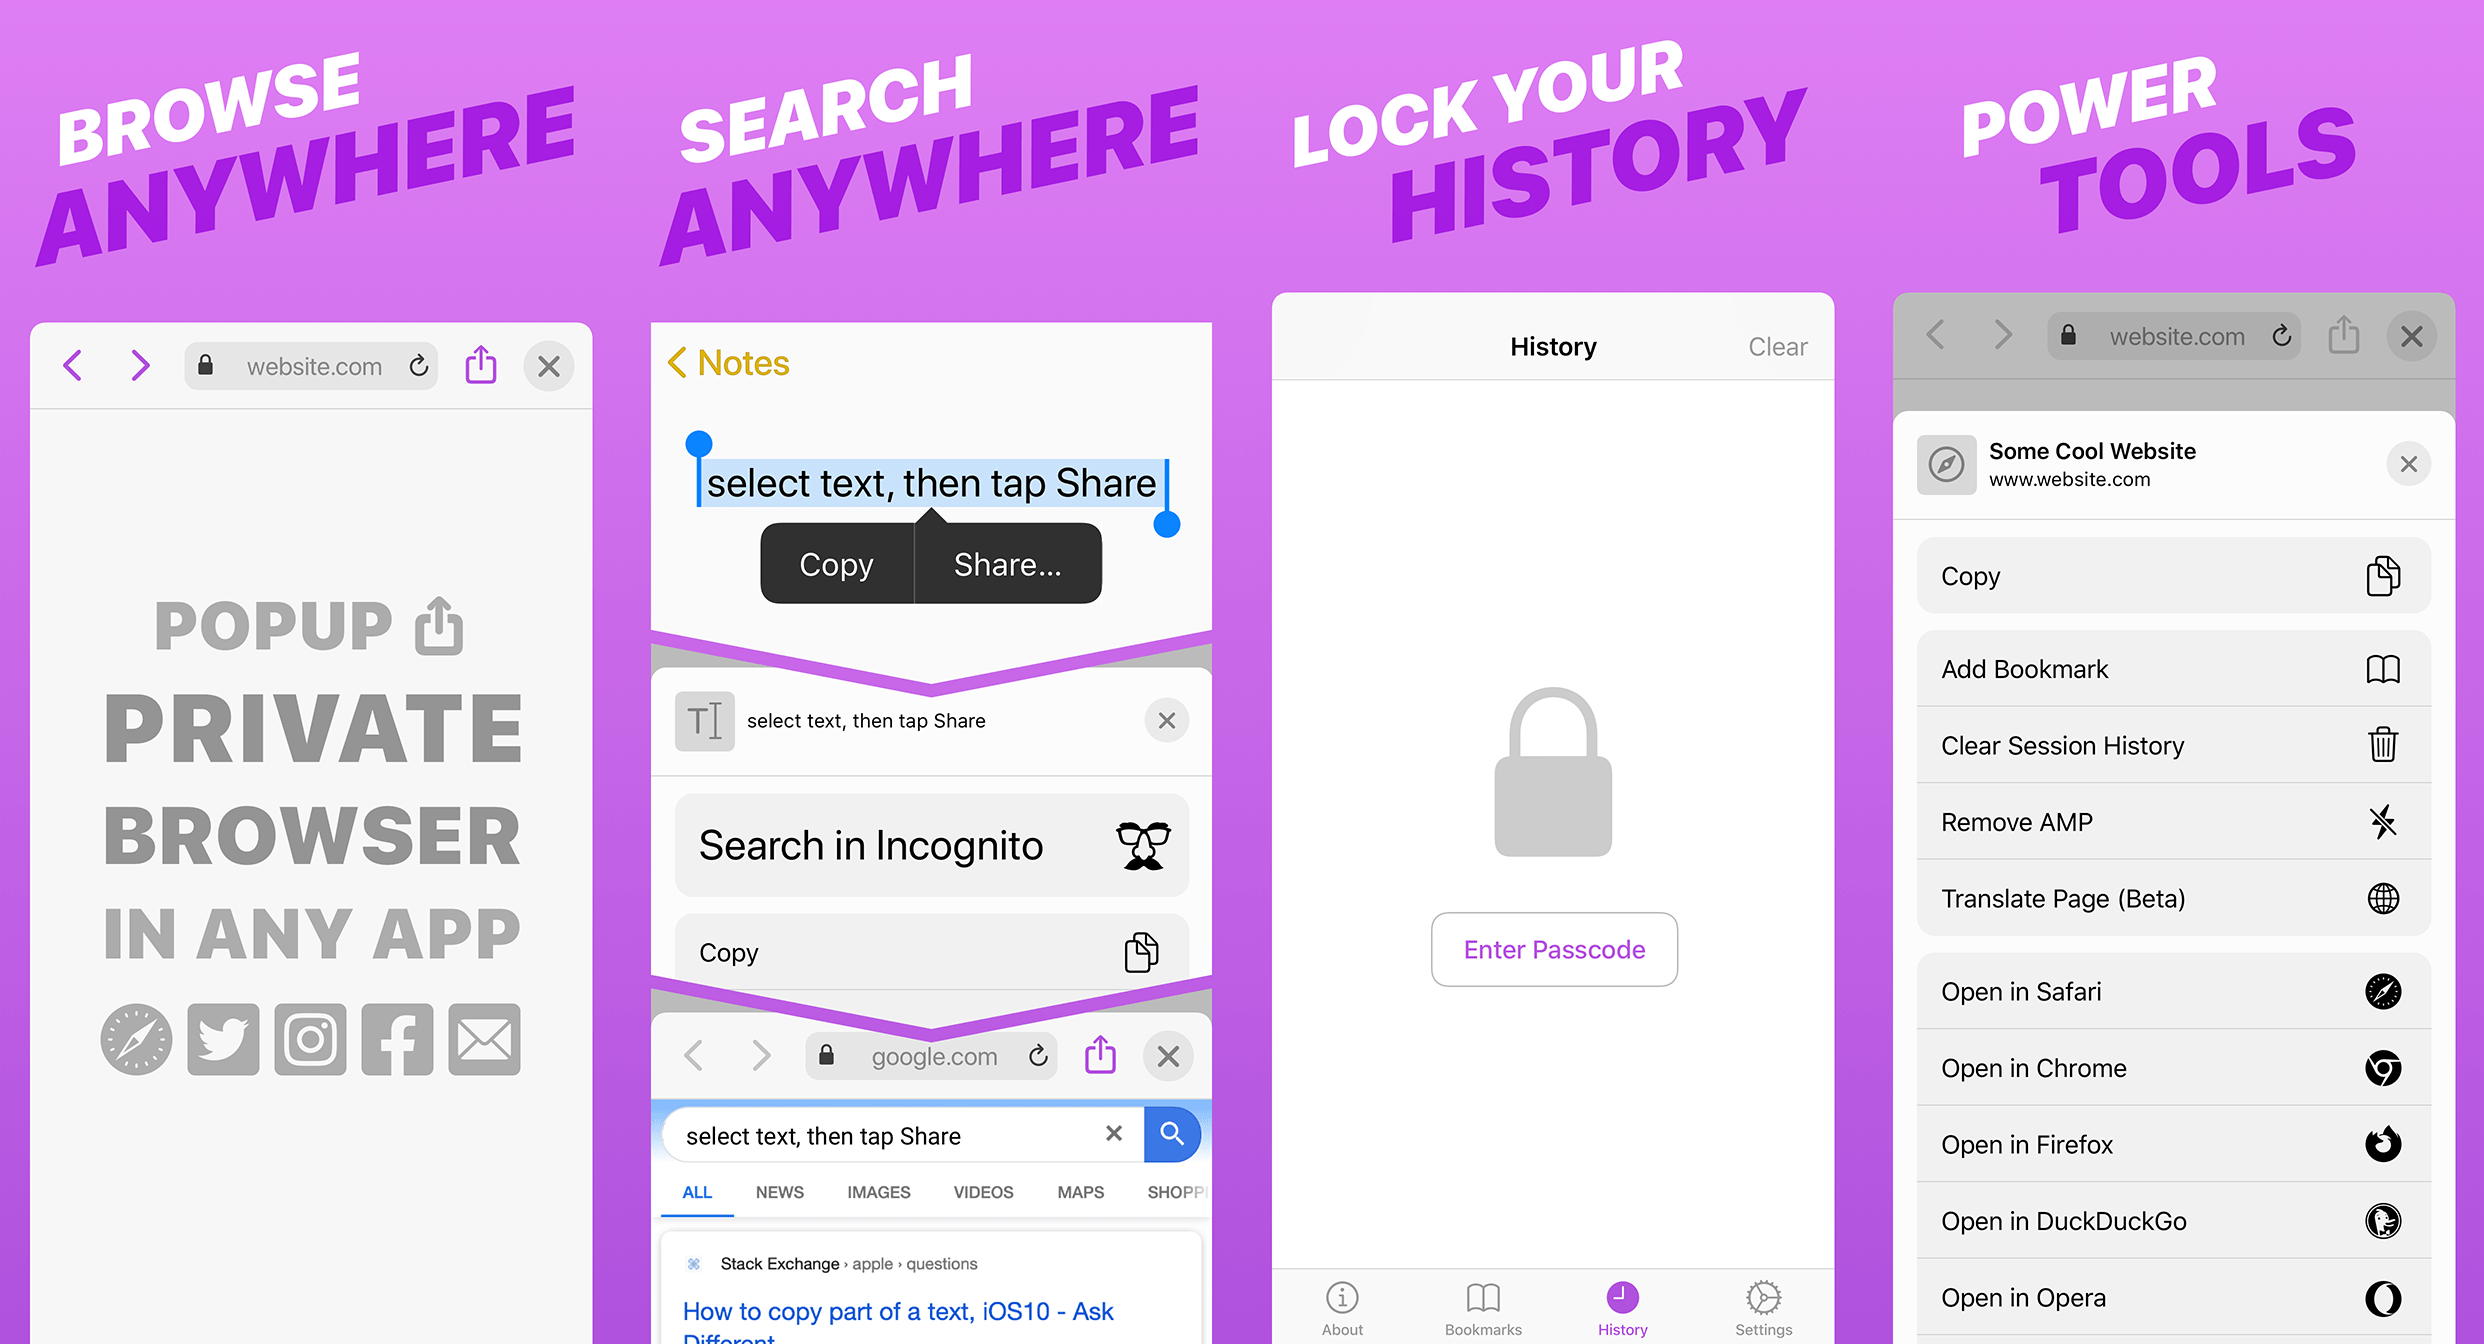 BROWSE
ANYWHERE
website.com
POPUP
PRIVATE
BROWSER
IN ANY APP
SEARCH
ANYWHERE
Notes
select text, then tap Share
Copy
Share...
select text, then tap Share
Search in Incognito
Copy
google.com
select text, then tap Share
ALL NEWS IMAGES VIDEOS MAPS SHOPPI
Stack Exchange › apple › questions
How to copy part of a text, iOS10 - Ask
Different
LOCK YOUR
HISTORY
History
Clear
Enter Passcode
About Bookmarks History Settings
POWER
TOOLS
website.com
Some Cool Website
www.website.com
Copy
Add Bookmark
Clear Session History
Remove AMP
Translate Page (Beta)
Open in Safari
Open in Chrome
Open in Firefox
Open in DuckDuckGo
Open in Opera